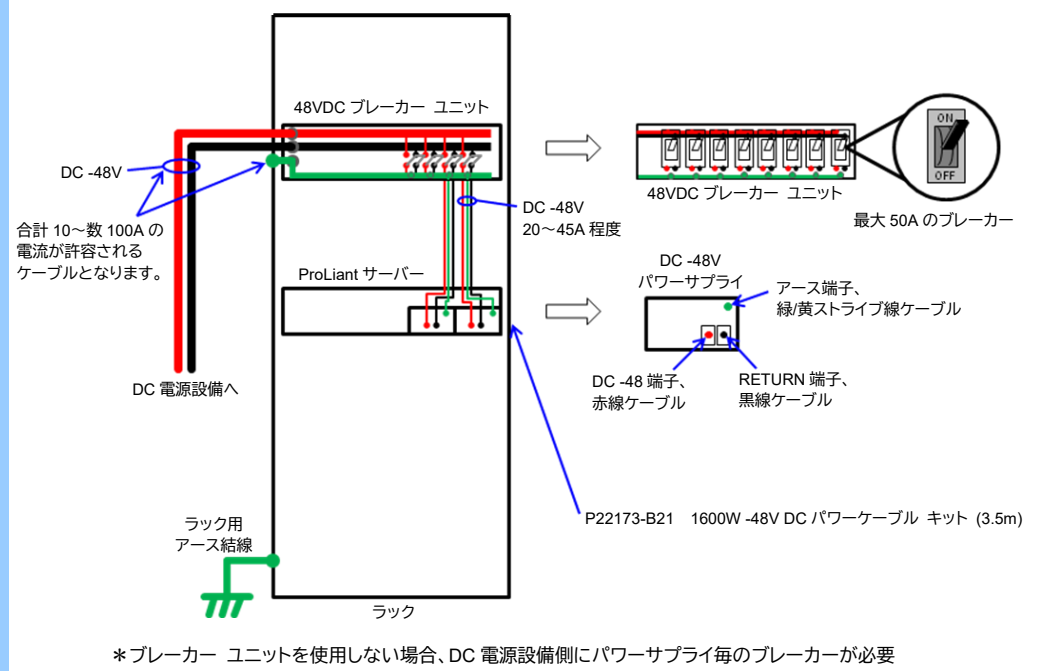 48VDC ブレーカー ユニット
DC -48V
合計 10～数 100A の
電流が許容される
ケーブルとなります。
DC -48V
20～45A 程度
ProLiant サーバー
DC 電源設備へ
ラック用
アース結線
ラック
ON
OFF
48VDC ブレーカー ユニット
最大 50A のブレーカー
DC -48V
パワーサプライ
アース端子、
緑/黄ストライプ線ケーブル
DC -48 端子、
赤線ケーブル
RETURN 端子、
黒線ケーブル
P22173-B21 1600W -48V DC パワーケーブル キット (3.5m)
＊ブレーカー ユニットを使用しない場合、DC 電源設備側にパワーサプライ毎のブレーカーが必要